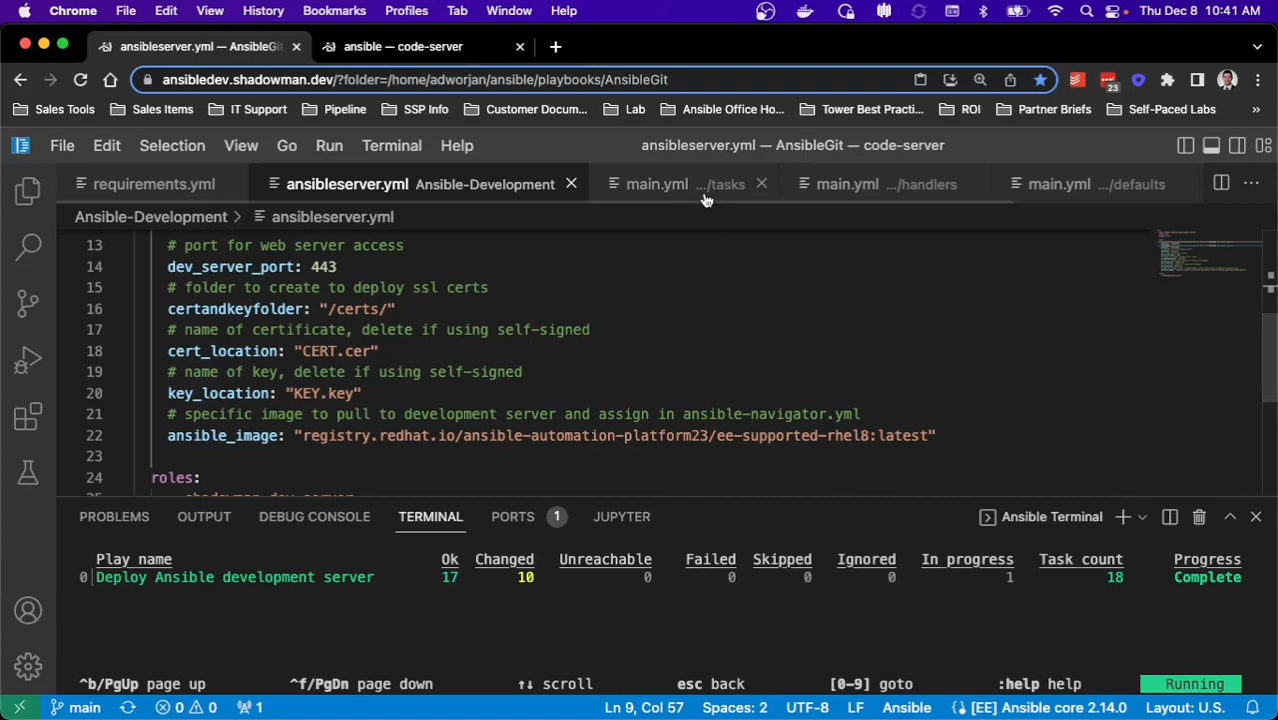 Chrome File Edit View History Bookmarks Profiles Tab Window Help Thu Dec 8 10:41 AM
ansibleserver.yml — AnsibleGit ansible — code-server
ansibledev.shadowman.dev/?folder=/home/adworjan/ansible/playbooks/AnsibleGit 23
Sales Tools Sales Items IT Support Pipeline SSP Info Customer Docum... Lab Ansible Office Ho... Tower Best Practi... ROI Partner Briefs Self-Paced Labs »
File Edit Selection View Go Run Terminal Help ansibleserver.yml — AnsibleGit — code-server
requirements.yml ansibleserver.yml Ansible-Development main.yml .../tasks main.yml .../handlers main.yml .../defaults
Ansible-Development > ansibleserver.yml
13 # port for web server access
14 dev_server_port: 443
15 # folder to create to deploy ssl certs
16 certandkeyfolder: "/certs/"
17 # name of certificate, delete if using self-signed
18 cert_location: "CERT.cer"
19 # name of key, delete if using self-signed
20 key_location: "KEY.key"
21 # specific image to pull to development server and assign in ansible-navigator.yml
22 ansible_image: "registry.redhat.io/ansible-automation-platform23/ee-supported-rhel8:latest"
23
24 roles:
PROBLEMS OUTPUT DEBUG CONSOLE TERMINAL PORTS 1 JUPYTER Ansible Terminal
Play name Ok Changed Unreachable Failed Skipped Ignored In progress Task count Progress
0 Deploy Ansible development server 17 10 0 0 0 0 1 18 Complete
^b/PgUp page up ^f/PgDn page down ↑↓ scroll esc back [0-9] goto :help help Running
main 0 0 1 Ln 9, Col 57 Spaces: 2 UTF-8 LF Ansible [EE] Ansible core 2.14.0 Layout: U.S.